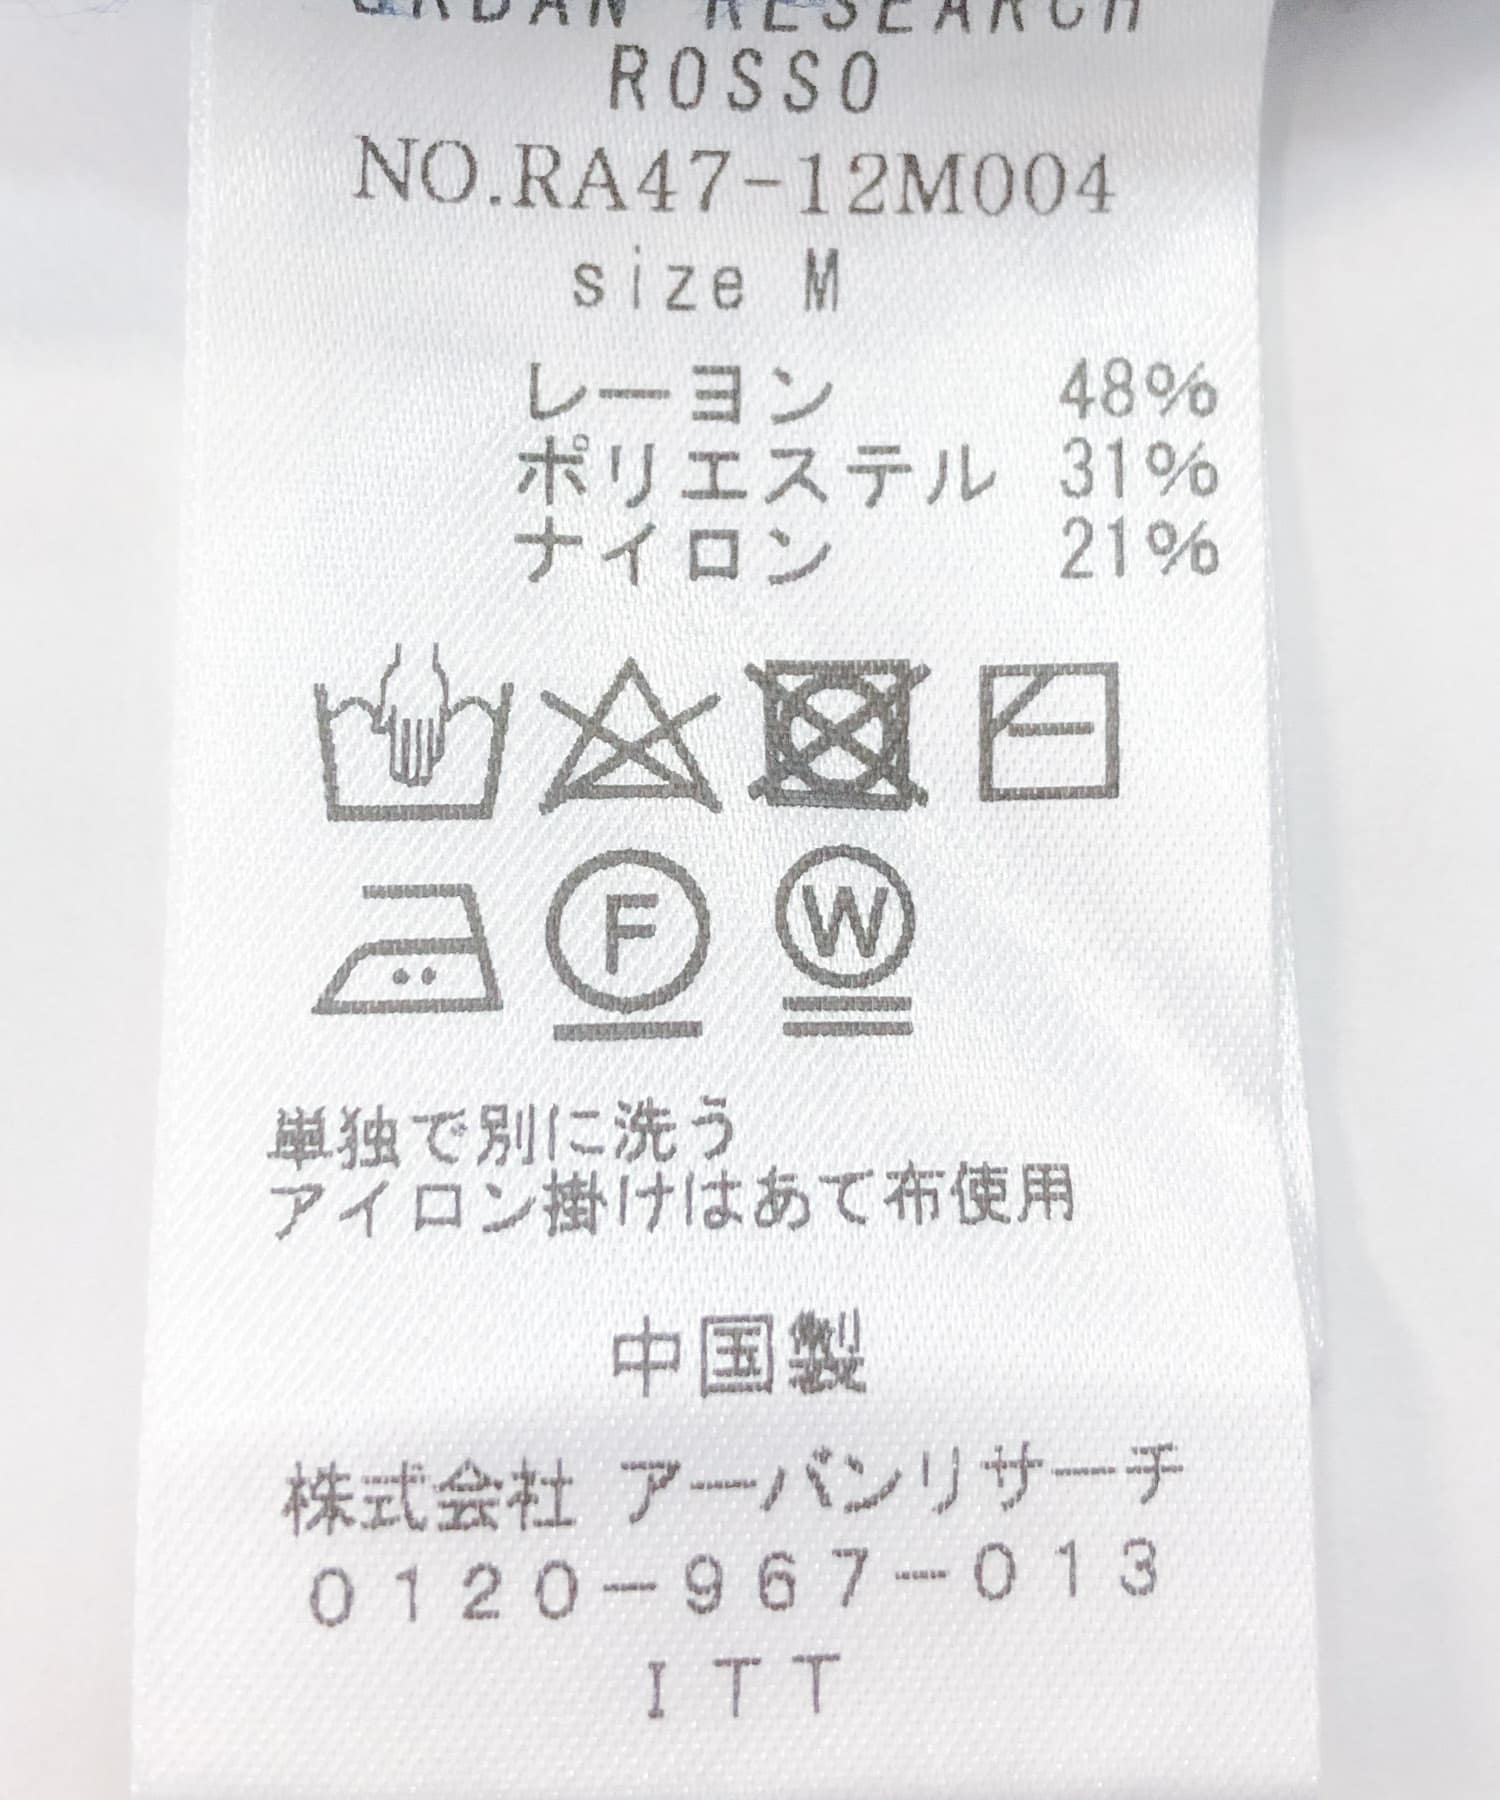 URBAN RESEARCH
ROSSO
NO.RA47-12M004
size M
レーヨン 48%
ポリエステル 31%
ナイロン 21%
F W
単独で別に洗う
アイロン掛けはあて布使用
中国製
株式会社 アーバンリサーチ
0120-967-013
ITT